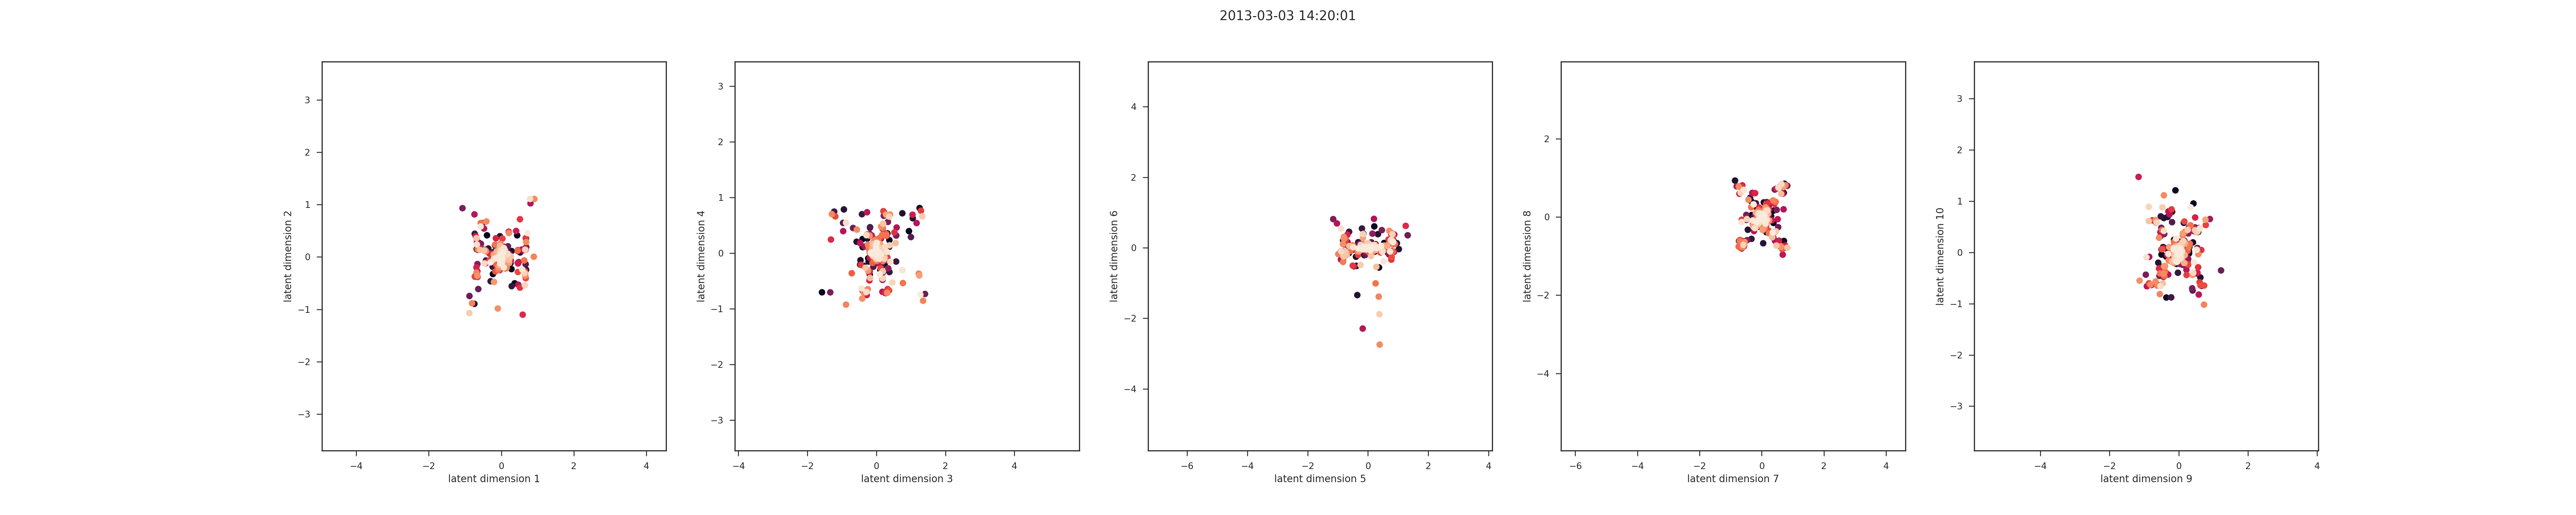 2013-03-03 14:20:01
latent dimension 2
3
2
1
0
−1
−2
−3
−4 −2 0 2 4
latent dimension 1
latent dimension 4
3
2
1
0
−1
−2
−3
−4 −2 0 2 4
latent dimension 3
latent dimension 6
4
2
0
−2
−4
−6 −4 −2 0 2 4
latent dimension 5
latent dimension 8
2
0
−2
−4
−6 −4 −2 0 2 4
latent dimension 7
latent dimension 10
3
2
1
0
−1
−2
−3
−4 −2 0 2 4
latent dimension 9